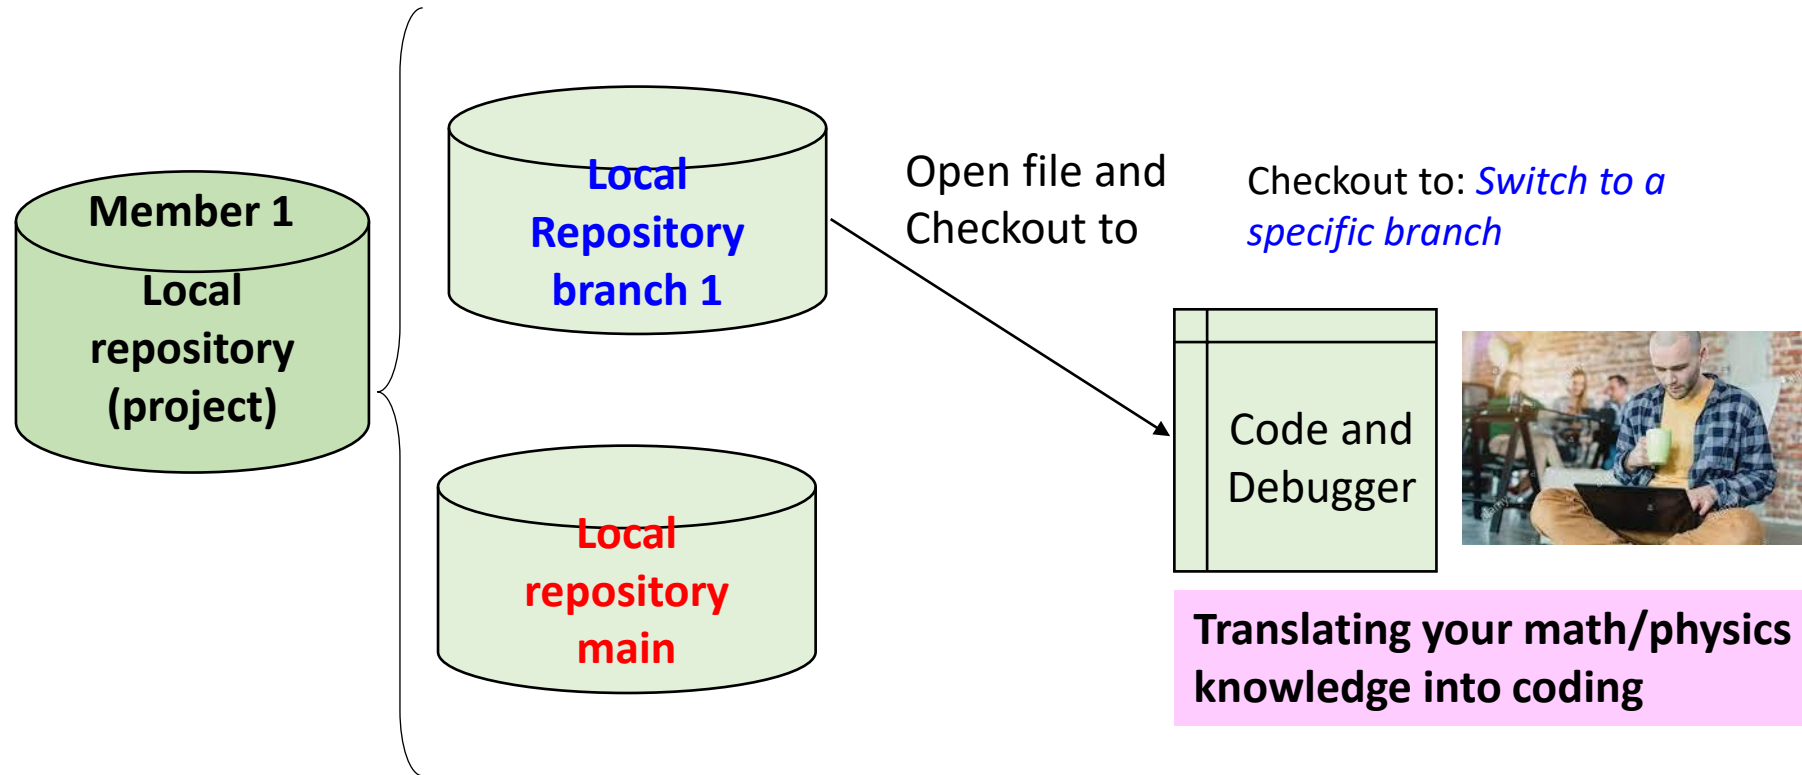 Member 1
Local
repository
(project)
Local
Repository
branch 1
Local
repository
main
Open file and
Checkout to
Checkout to: Switch to a
specific branch
Code and
Debugger
Translating your math/physics
knowledge into coding